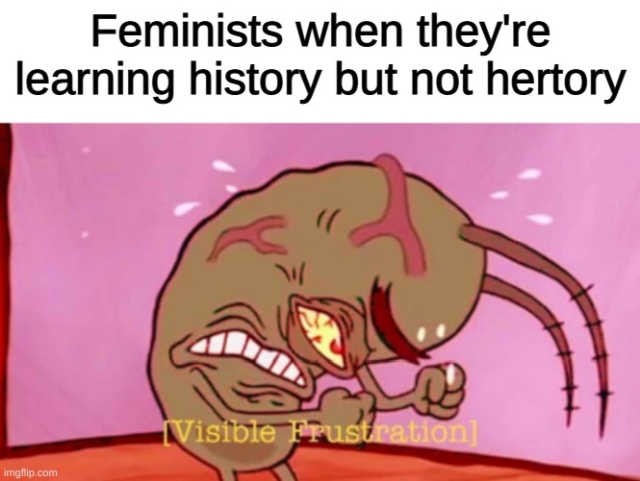 Feminists when they're
learning history but not hertory
[Visible Frustration]
imgflip.com